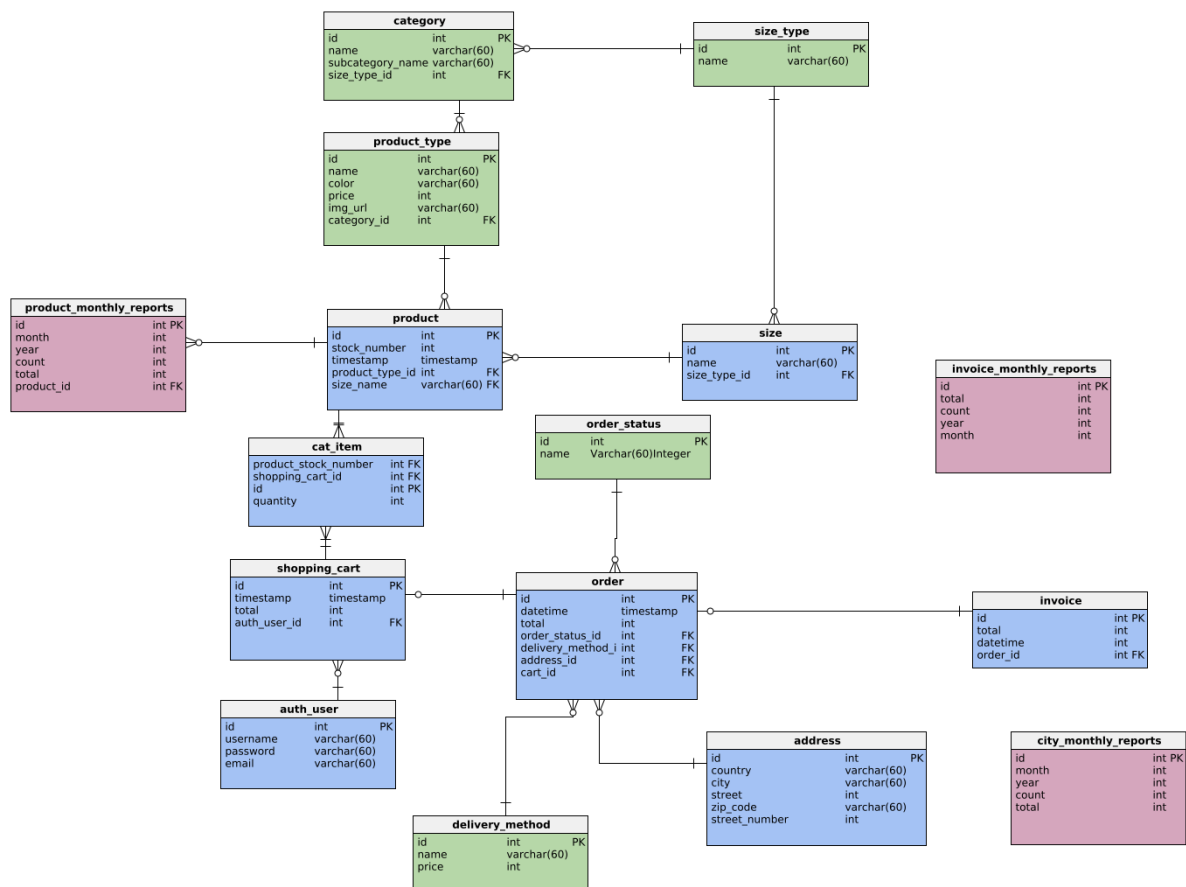 category
id int PK
name varchar(60)
subcategory_name varchar(60)
size_type_id int FK
size_type
id int PK
name varchar(60)
product_type
id int PK
name varchar(60)
color varchar(60)
price int
img_url varchar(60)
category_id int FK
product_monthly_reports
id int PK
month int
year int
count int
total int
product_id int FK
product
id int PK
stock_number int
timestamp timestamp
product_type_id int FK
size_name varchar(60) FK
size
id int PK
name varchar(60)
size_type_id int FK
invoice_monthly_reports
id int PK
total int
count int
year int
month int
order_status
id int PK
name Varchar(60)Integer
cat_item
product_stock_number int FK
shopping_cart_id int FK
id int PK
quantity int
shopping_cart
id int PK
timestamp timestamp
total int
auth_user_id int FK
order
id int PK
datetime timestamp
total int
order_status_id int FK
delivery_method_i int FK
address_id int FK
cart_id int FK
invoice
id int PK
total int
datetime int
order_id int FK
auth_user
id int PK
username varchar(60)
password varchar(60)
email varchar(60)
address
id int PK
country varchar(60)
city varchar(60)
street int
zip_code varchar(60)
street_number int
city_monthly_reports
id int PK
month int
year int
count int
total int
delivery_method
id int PK
name varchar(60)
price int